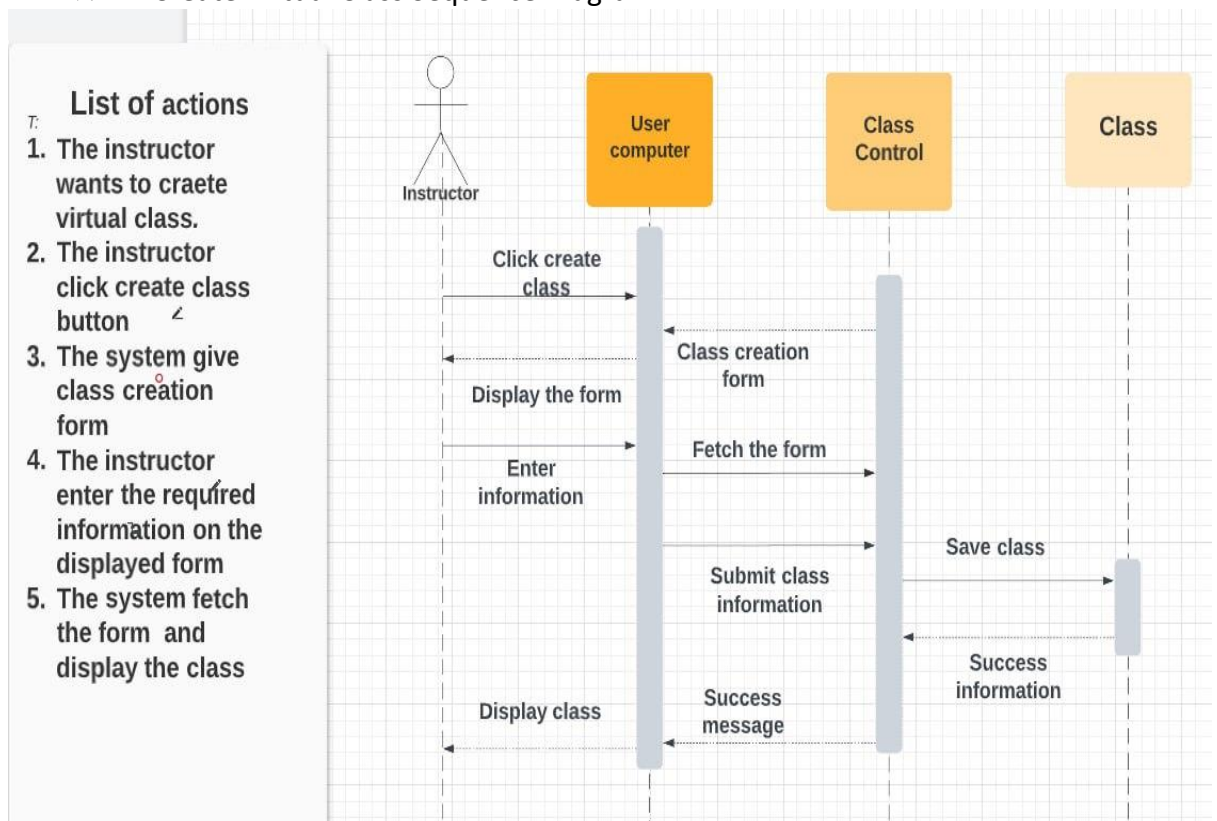 List of actions
T:
1. The instructor
wants to craete
virtual class.
2. The instructor
click create class
button
3. The system give
class creation
form
4. The instructor
enter the required
information on the
displayed form
5. The system fetch
the form and
display the class
Instructor
User
computer
Class
Control
Class
Click create
class
Class creation
form
Display the form
Enter
information
Fetch the form
Submit class
information
Save class
Success
information
Success
message
Display class